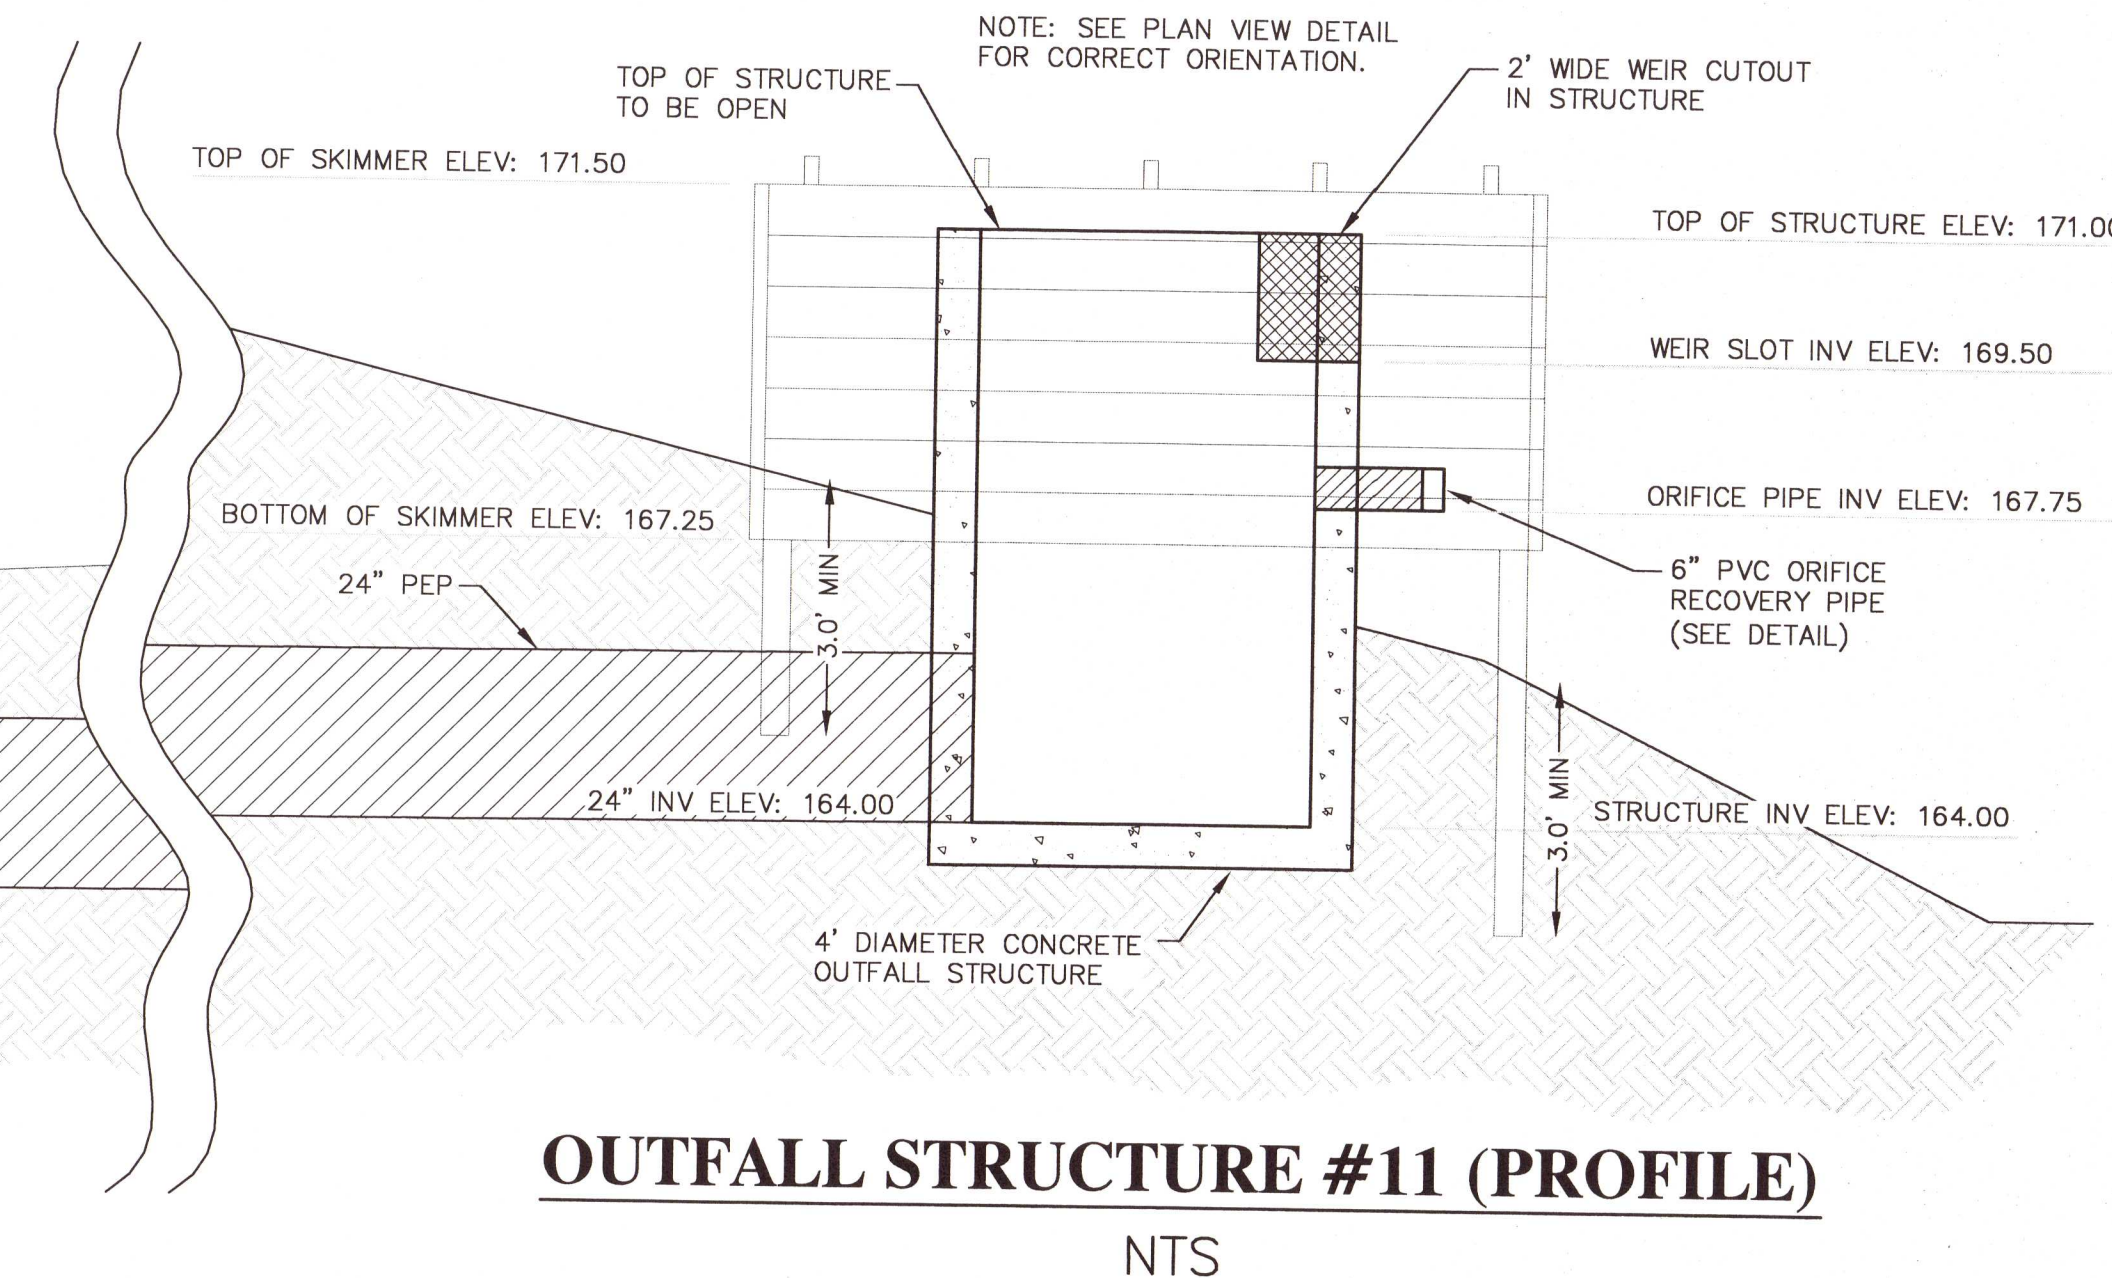 NOTE: SEE PLAN VIEW DETAIL
FOR CORRECT ORIENTATION.
TOP OF STRUCTURE
TO BE OPEN
2' WIDE WEIR CUTOUT
IN STRUCTURE
TOP OF SKIMMER ELEV: 171.50
TOP OF STRUCTURE ELEV: 171.00
WEIR SLOT INV ELEV: 169.50
ORIFICE PIPE INV ELEV: 167.75
BOTTOM OF SKIMMER ELEV: 167.25
24" PEP
3.0' MIN
6" PVC ORIFICE
RECOVERY PIPE
(SEE DETAIL)
24" INV ELEV: 164.00
STRUCTURE INV ELEV: 164.00
3.0' MIN
4' DIAMETER CONCRETE
OUTFALL STRUCTURE
OUTFALL STRUCTURE #11 (PROFILE)
NTS